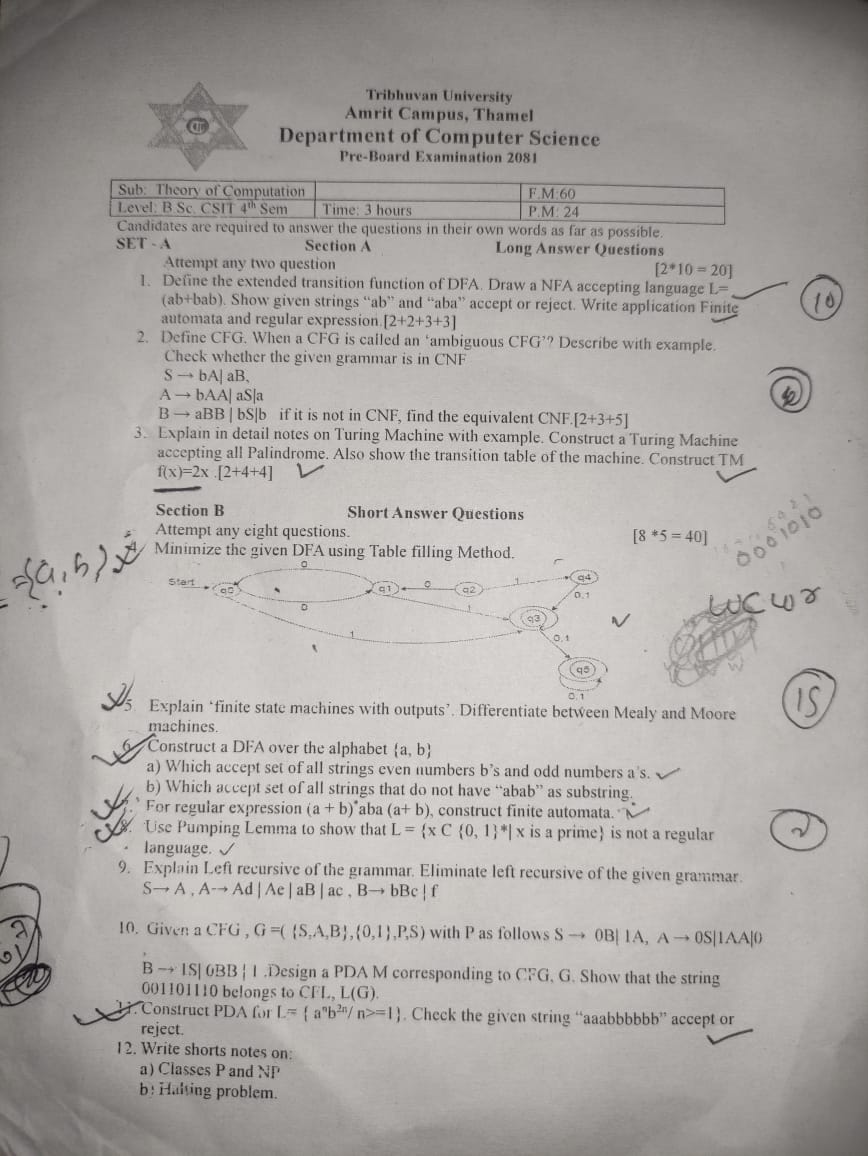 Tribhuvan University
Amrit Campus, Thamel
Department of Computer Science
Pre-Board Examination 2081
Sub: Theory of Computation F.M:60
Level: B.Sc. CSIT 4th Sem Time: 3 hours P.M: 24
Candidates are required to answer the questions in their own words as far as possible.
SET - A Section A Long Answer Questions
Attempt any two question [2*10 = 20]
1. Define the extended transition function of DFA. Draw a NFA accepting language L=
(ab+bab). Show given strings “ab” and “aba” accept or reject. Write application Finite
automata and regular expression.[2+2+3+3]
10
2. Define CFG. When a CFG is called an ‘ambiguous CFG’? Describe with example.
Check whether the given grammar is in CNF
S → bA| aB,
A → bAA| aS|a
B → aBB | bS|b if it is not in CNF, find the equivalent CNF.[2+3+5]
3. Explain in detail notes on Turing Machine with example. Construct a Turing Machine
accepting all Palindrome. Also show the transition table of the machine. Construct TM
f(x)=2x .[2+4+4]
Section B Short Answer Questions
Attempt any eight questions. [8 *5 = 40]
0001010
{a,b}
Minimize the given DFA using Table filling Method.
Start q0 0 0 q1 0 q2 1 q4
0,1
1 q3
1 0,1
q5
0,1
wcwr
15
5. Explain ‘finite state machines with outputs’. Differentiate between Mealy and Moore
machines.
6. Construct a DFA over the alphabet {a, b}
a) Which accept set of all strings even numbers b's and odd numbers a's.
b) Which accept set of all strings that do not have “abab” as substring.
7. For regular expression (a + b)*aba (a+ b), construct finite automata.
8. Use Pumping Lemma to show that L = {x C {0, 1}*| x is a prime} is not a regular
language.
2
9. Explain Left recursive of the grammar. Eliminate left recursive of the given grammar.
S→ A , A→ Ad | Ae | aB | ac , B→ bBc | f
10. Given a CFG , G =( {S,A,B},{0,1},P,S) with P as follows S → 0B| 1A, A → 0S|1AA|0
,
B → 1S| 0BB | 1 .Design a PDA M corresponding to CFG, G. Show that the string
001101110 belongs to CFL, L(G).
11. Construct PDA for L= { aⁿb²ⁿ/ n>=1}. Check the given string “aaabbbbbb” accept or
reject.
12. Write shorts notes on:
a) Classes P and NP
b) Halting problem.